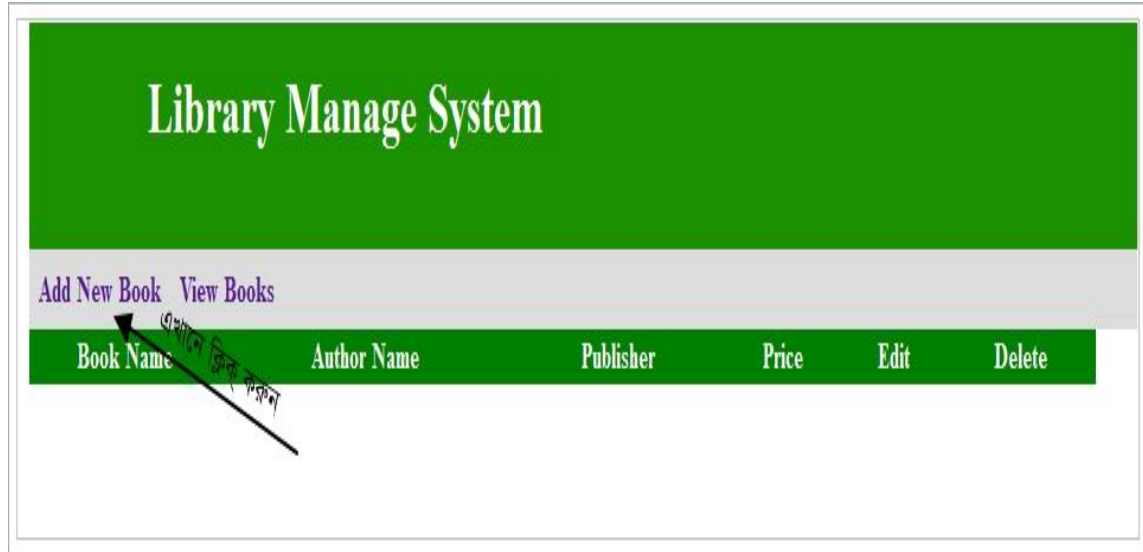 Library Manage System
Add New Book View Books
এখানে ক্লিক্ করুন
Book Name Author Name Publisher Price Edit Delete